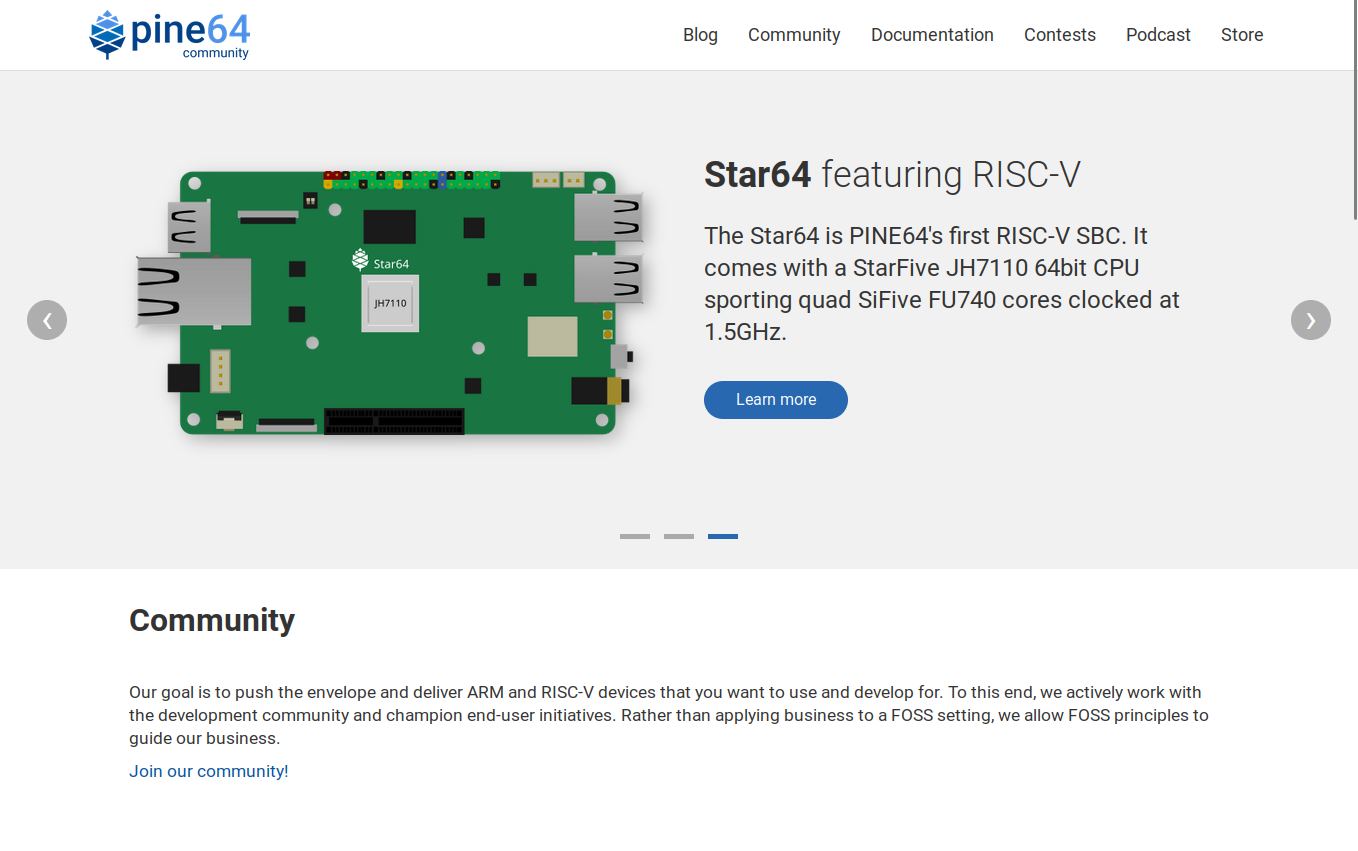 pine64
community
Blog Community Documentation Contests Podcast Store
Star64 featuring RISC-V
The Star64 is PINE64's first RISC-V SBC. It
comes with a StarFive JH7110 64bit CPU
sporting quad SiFive FU740 cores clocked at
1.5GHz.
Learn more
Star64
JH7110
❮
❯
Community
Our goal is to push the envelope and deliver ARM and RISC-V devices that you want to use and develop for. To this end, we actively work with
the development community and champion end-user initiatives. Rather than applying business to a FOSS setting, we allow FOSS principles to
guide our business.
Join our community!